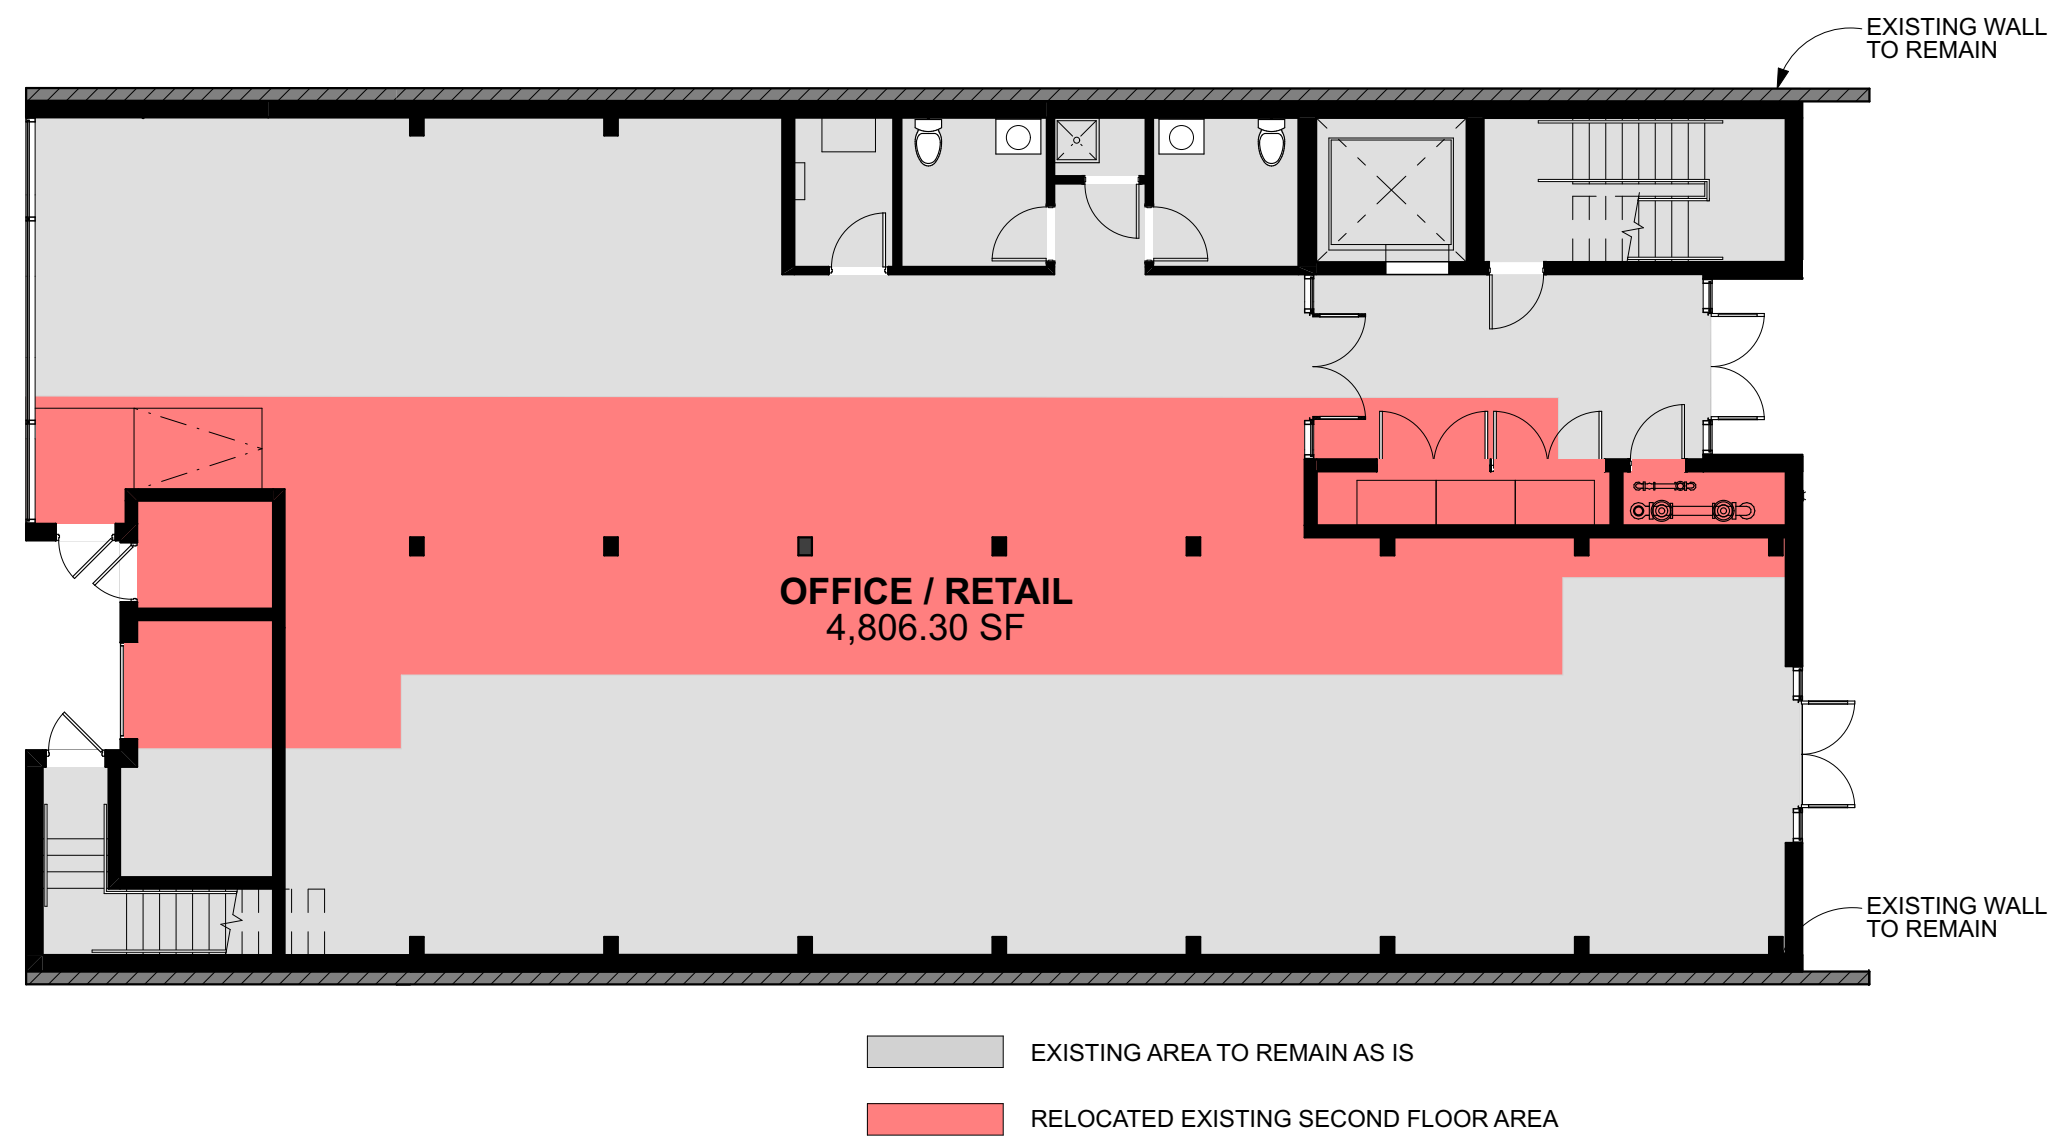 EXISTING WALL
TO REMAIN
OFFICE / RETAIL
4,806.30 SF
EXISTING WALL
TO REMAIN
EXISTING AREA TO REMAIN AS IS
RELOCATED EXISTING SECOND FLOOR AREA